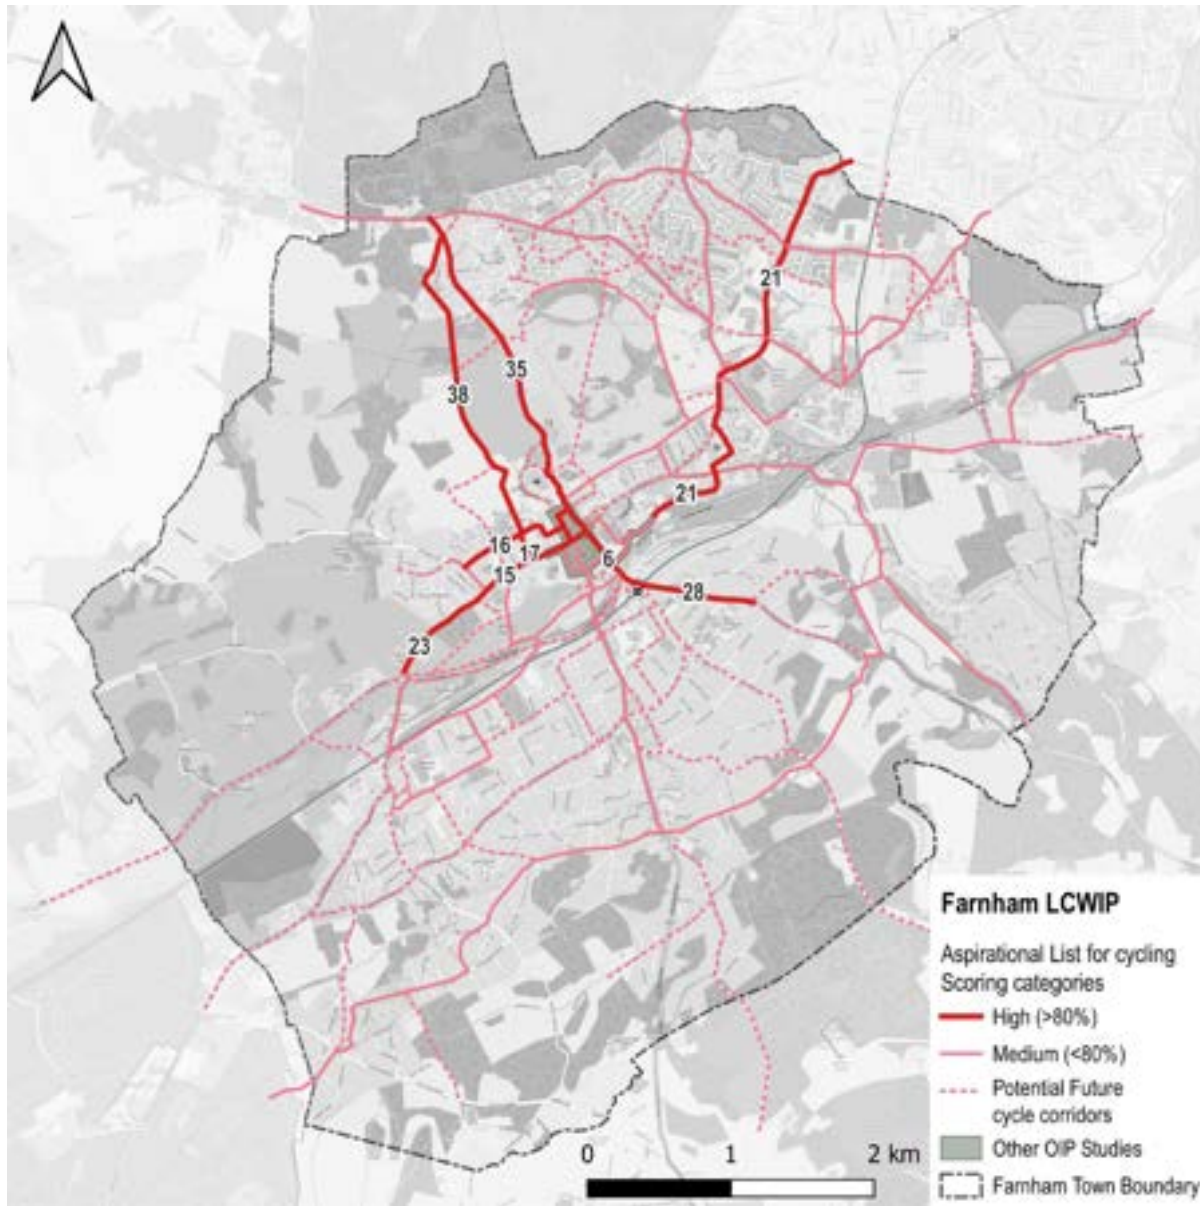 21
35
38
21
16
17
6
15
28
23
Farnham LCWIP
Aspirational List for cycling
Scoring categories
High (>80%)
Medium (<80%)
Potential Future
cycle corridors
Other OIP Studies
Farnham Town Boundary
0 1 2 km